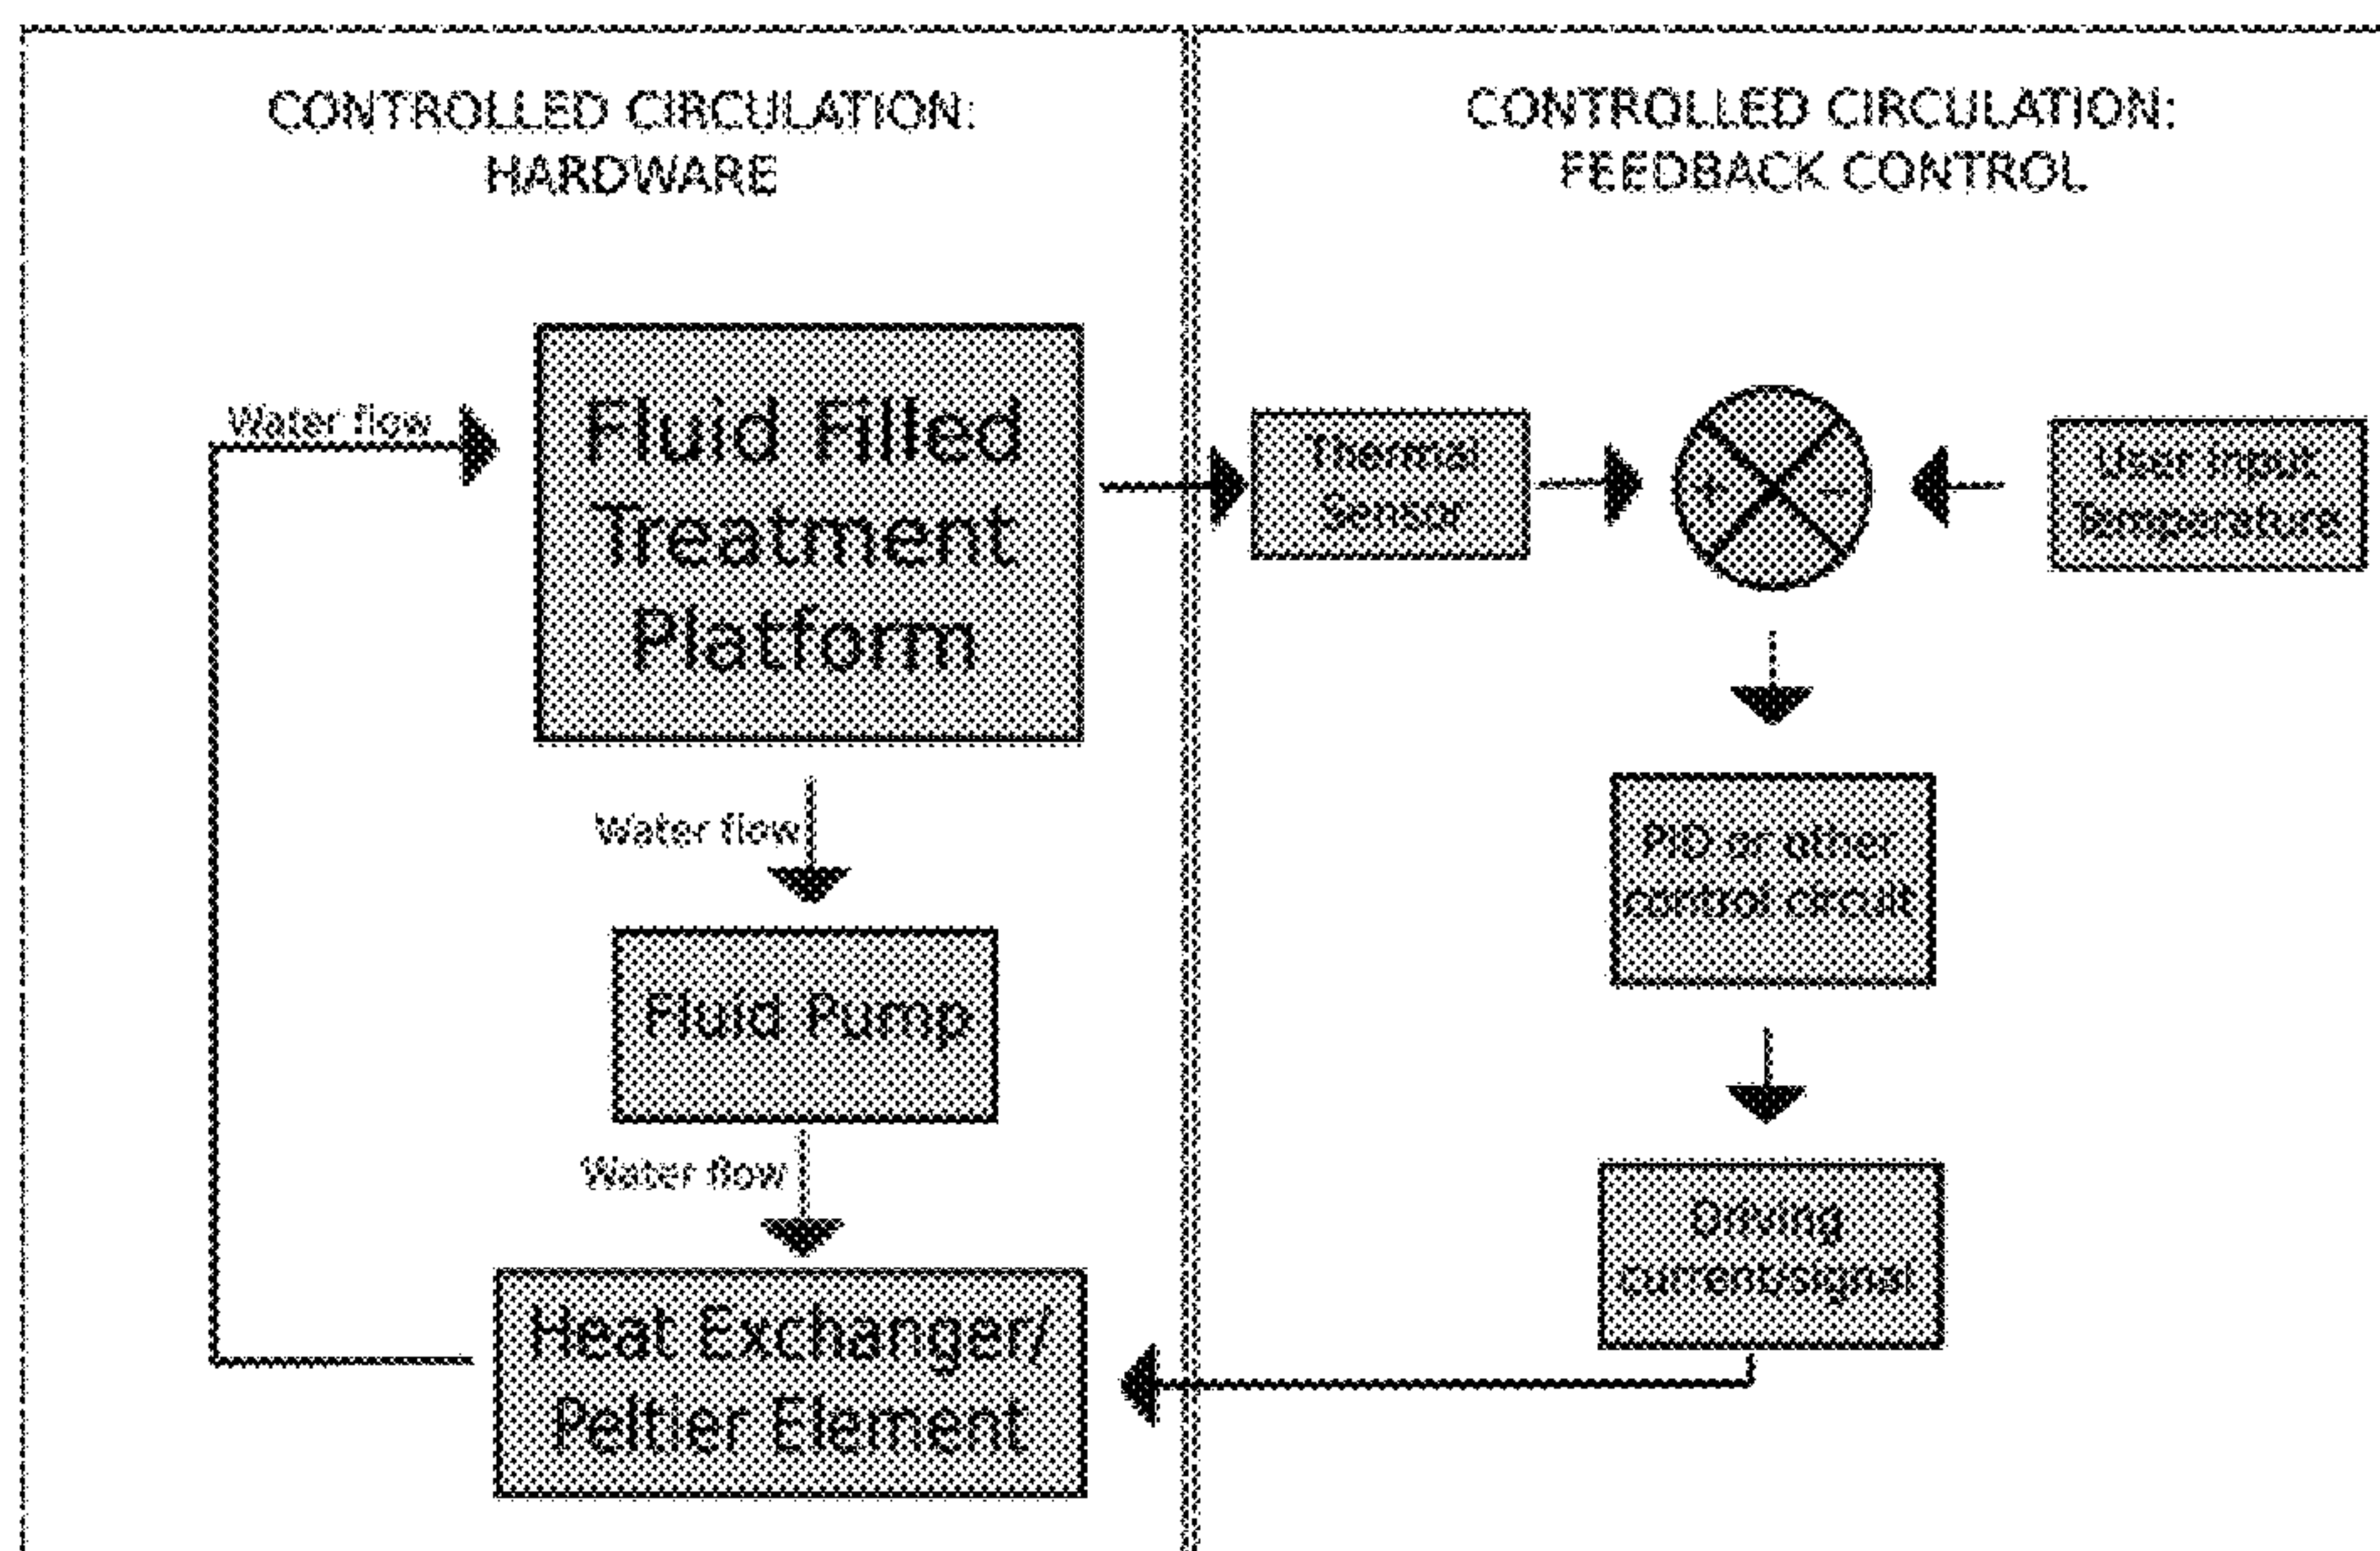 CONTROLLED CIRCULATION:
HARDWARE
Water flow
Fluid Filled
Treatment
Platform
Water flow
Fluid Pump
Water flow
Heat Exchanger/
Peltier Element
CONTROLLED CIRCULATION:
FEEDBACK CONTROL
Thermal
Sensor
+
−
User Input
Temperature
PID or other
control circuit
Driving
current/signal